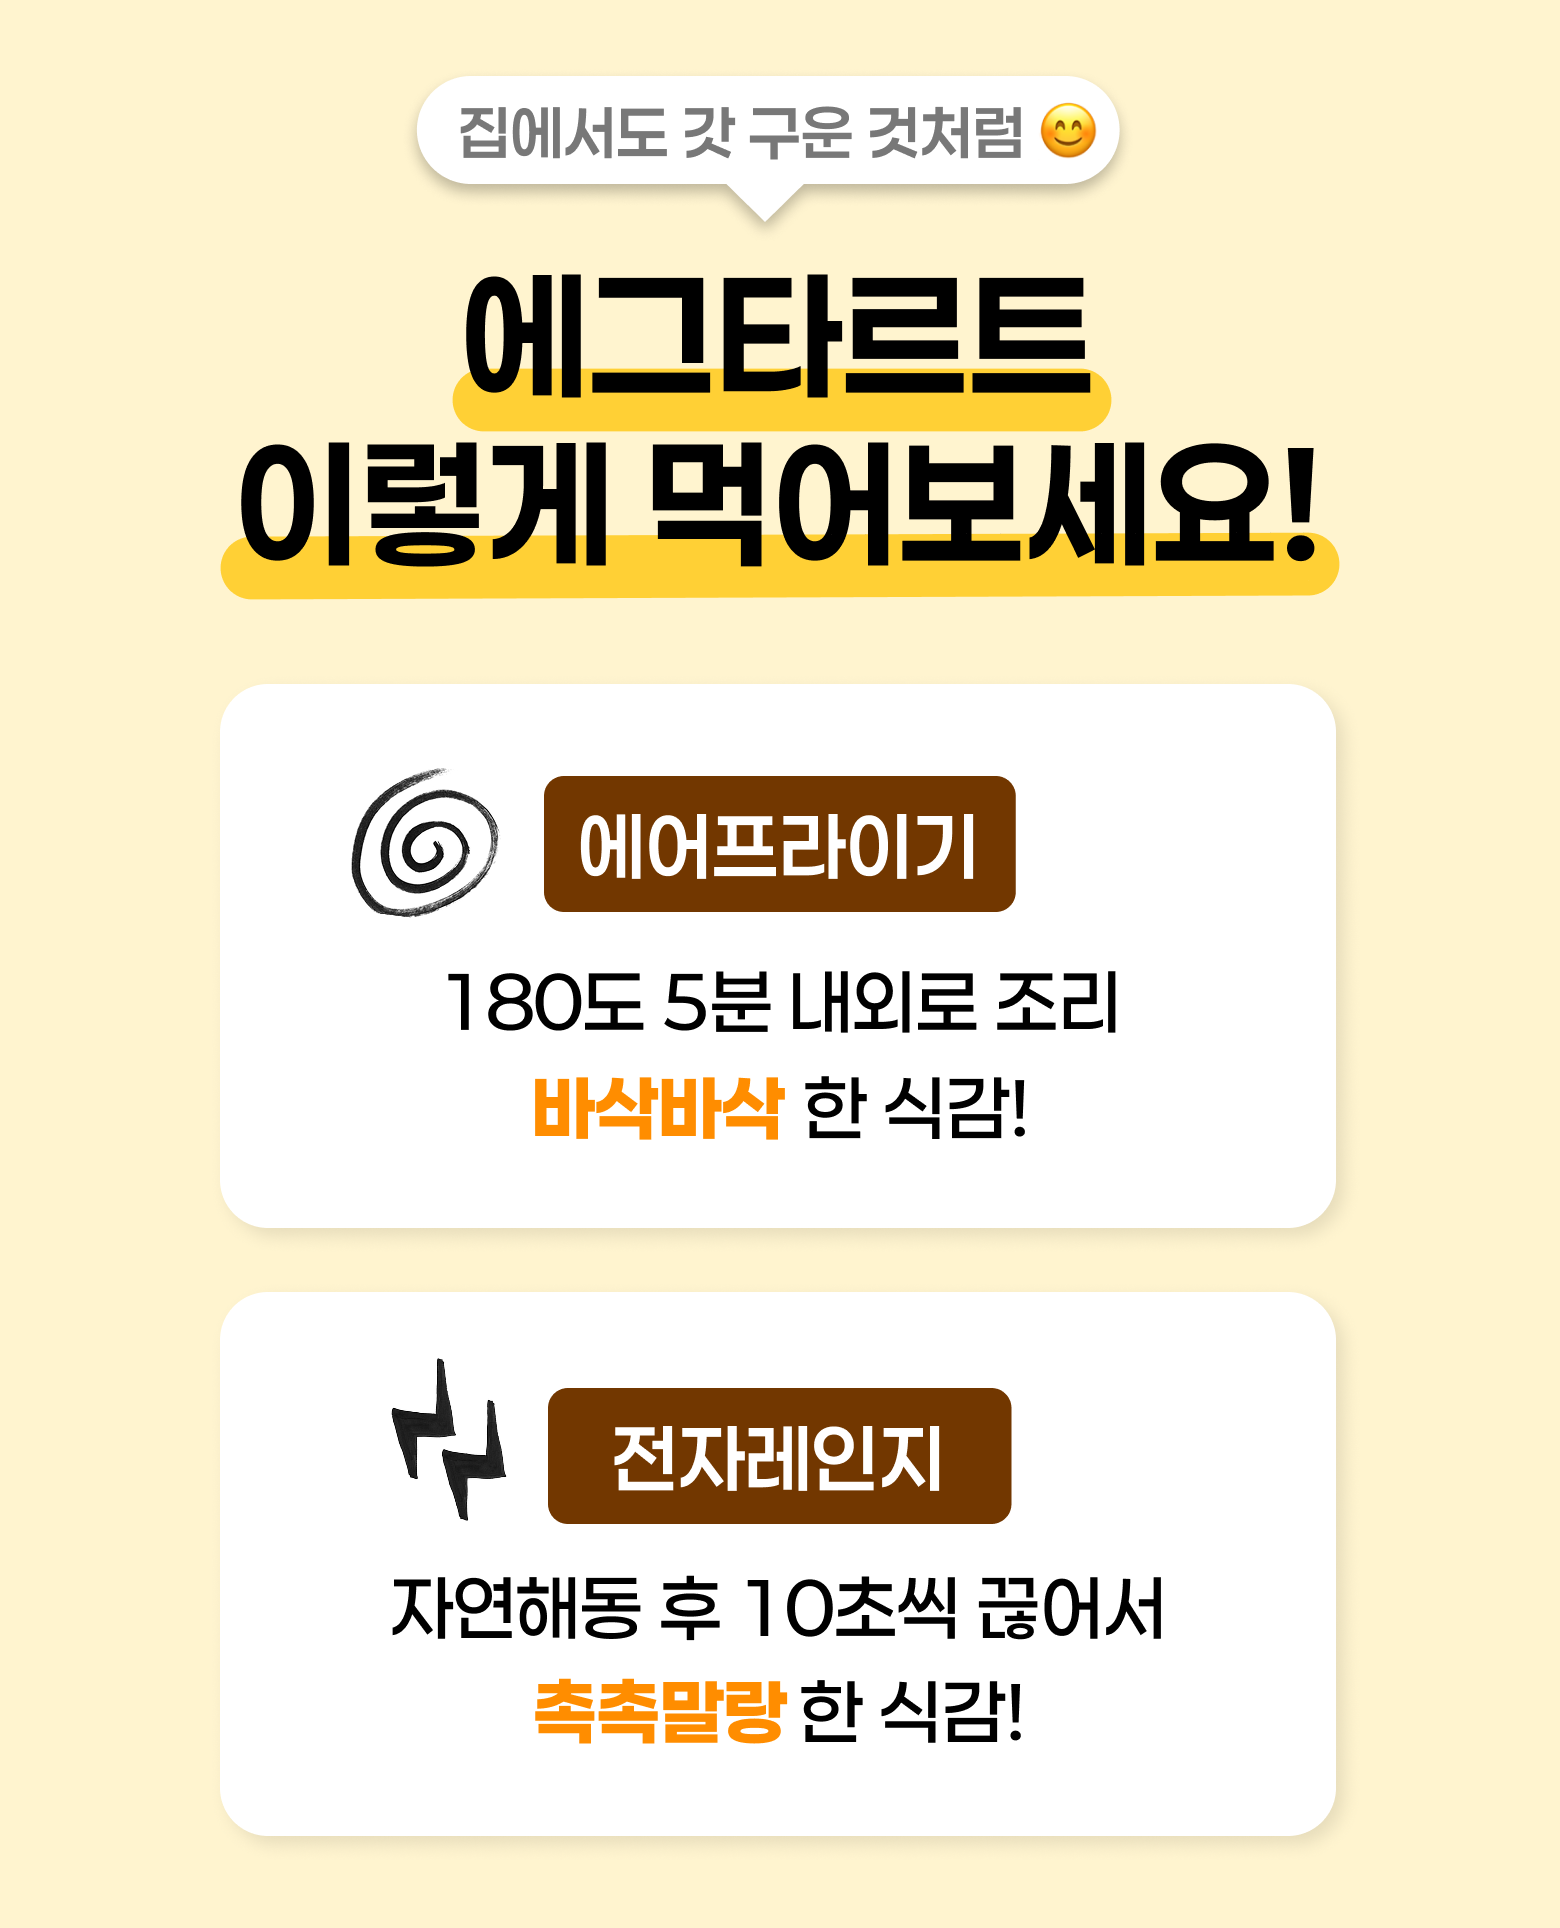 집에서도 갓 구운 것처럼 😊
에그타르트
이렇게 먹어보세요!
에어프라이기
180도 5분 내외로 조리
바삭바삭 한 식감!
전자레인지
자연해동 후 10초씩 끊어서
촉촉말랑 한 식감!